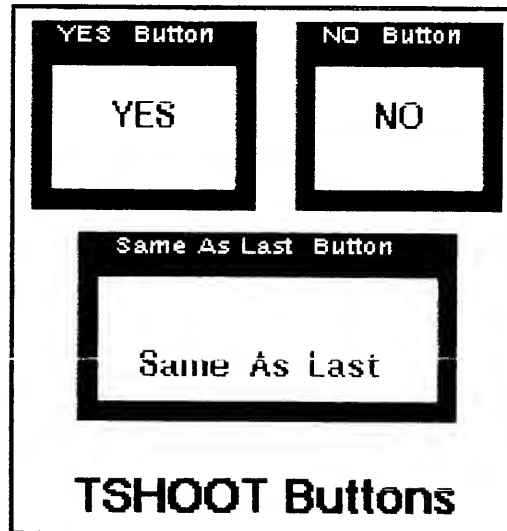 YES Button
NO Button
YES
NO
Same As Last Button
Same As Last
TSHOOT Buttons